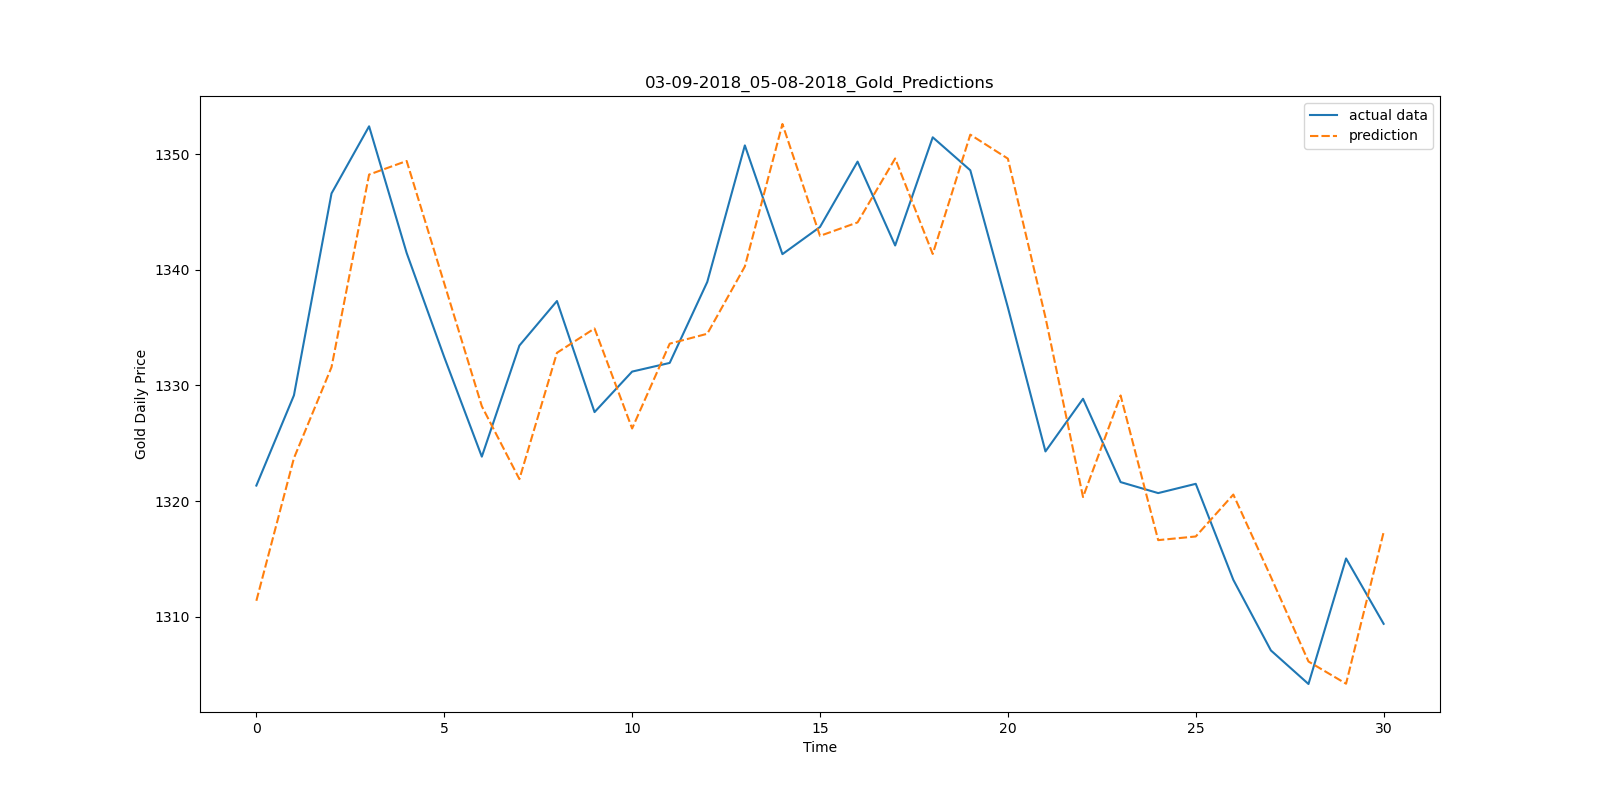 03-09-2018_05-08-2018_Gold_Predictions
actual data
prediction
Gold Daily Price
1350
1340
1330
1320
1310
0 5 10 15 20 25 30
Time